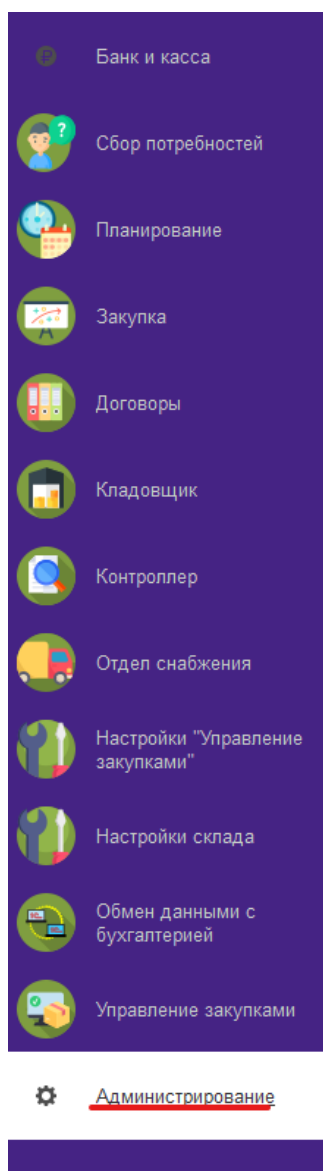 Банк и касса
Сбор потребностей
Планирование
Закупка
Договоры
Кладовщик
Контроллер
Отдел снабжения
Настройки "Управление
закупками"
Настройки склада
Обмен данными с
бухгалтерией
Управление закупками
Администрирование